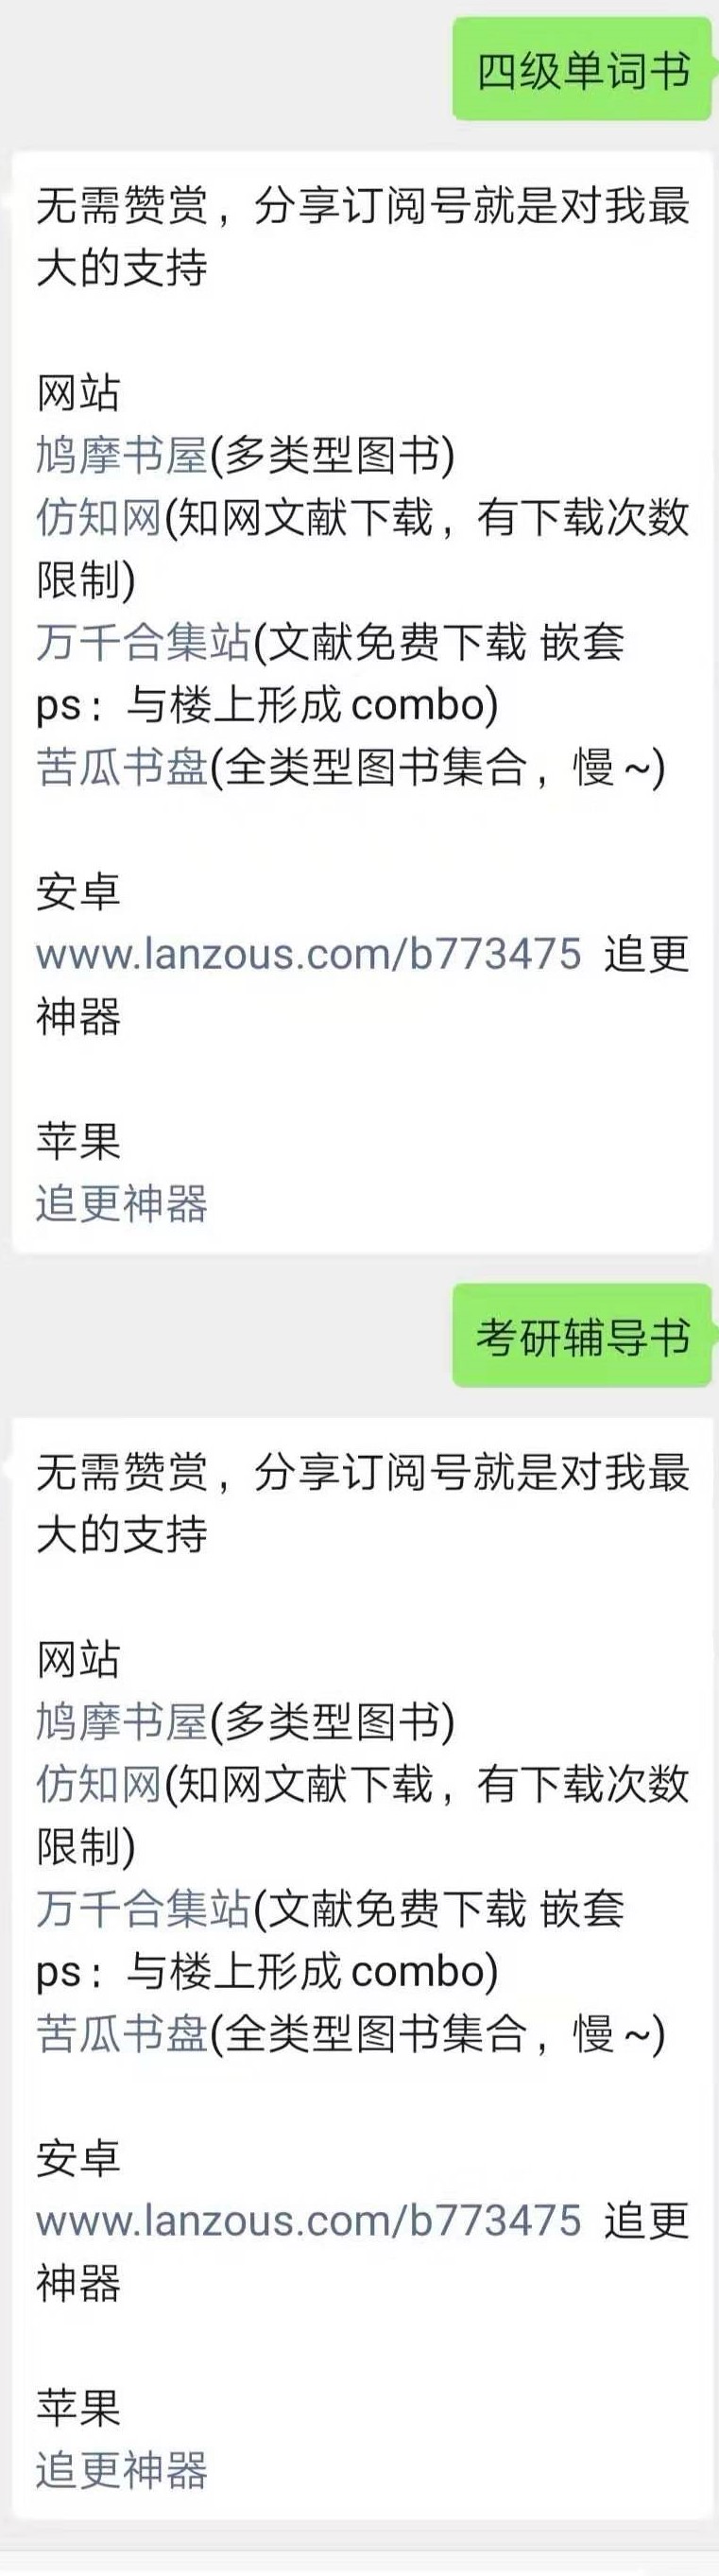 四级单词书
无需赞赏，分享订阅号就是对我最
大的支持
网站
鸠摩书屋(多类型图书)
仿知网(知网文献下载，有下载次数
限制)
万千合集站(文献免费下载 嵌套
ps：与楼上形成combo)
苦瓜书盘(全类型图书集合，慢~)
安卓
www.lanzous.com/b773475 追更
神器
苹果
追更神器
考研辅导书
无需赞赏，分享订阅号就是对我最
大的支持
网站
鸠摩书屋(多类型图书)
仿知网(知网文献下载，有下载次数
限制)
万千合集站(文献免费下载 嵌套
ps：与楼上形成combo)
苦瓜书盘(全类型图书集合，慢~)
安卓
www.lanzous.com/b773475 追更
神器
苹果
追更神器